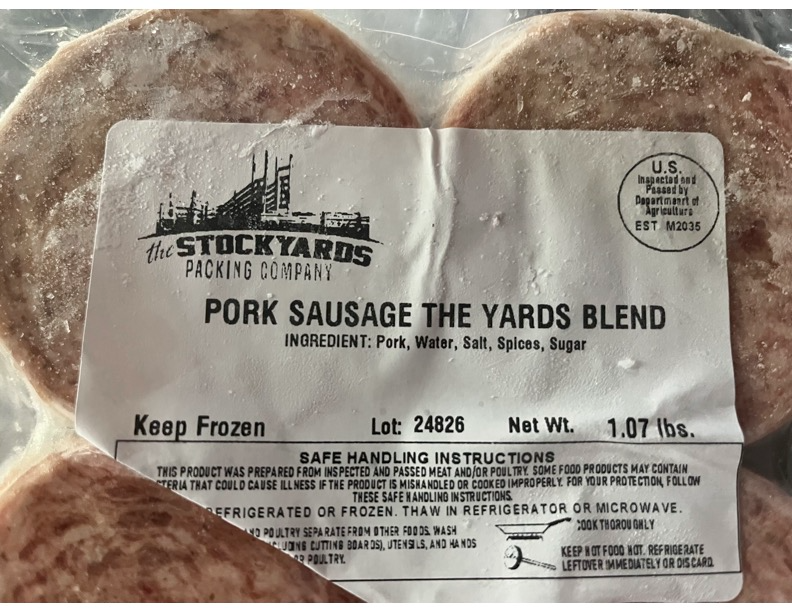 the STOCKYARDS
PACKING COMPANY
U.S.
Inspected and
Passed by
Department of
Agriculture
EST M2035
PORK SAUSAGE THE YARDS BLEND
INGREDIENT: Pork, Water, Salt, Spices, Sugar
Keep Frozen Lot: 24826 Net Wt. 1.07 lbs.
SAFE HANDLING INSTRUCTIONS
THIS PRODUCT WAS PREPARED FROM INSPECTED AND PASSED MEAT AND/OR POULTRY. SOME FOOD PRODUCTS MAY CONTAIN
TERIA THAT COULD CAUSE ILLNESS IF THE PRODUCT IS MISHANDLED OR COOKED IMPROPERLY. FOR YOUR PROTECTION, FOLLOW
THESE SAFE HANDLING INSTRUCTIONS.
EFRIGERATED OR FROZEN. THAW IN REFRIGERATOR OR MICROWAVE.
ND POULTRY SEPARATE FROM OTHER FOODS. WASH
CUTTING BOARDS), UTENSILS, AND HANDS
POULTRY.
COOK THOROUGHLY
KEEP HOT FOOD HOT. REFRIGERATE
LEFTOVER IMMEDIATELY OR DISCARD.